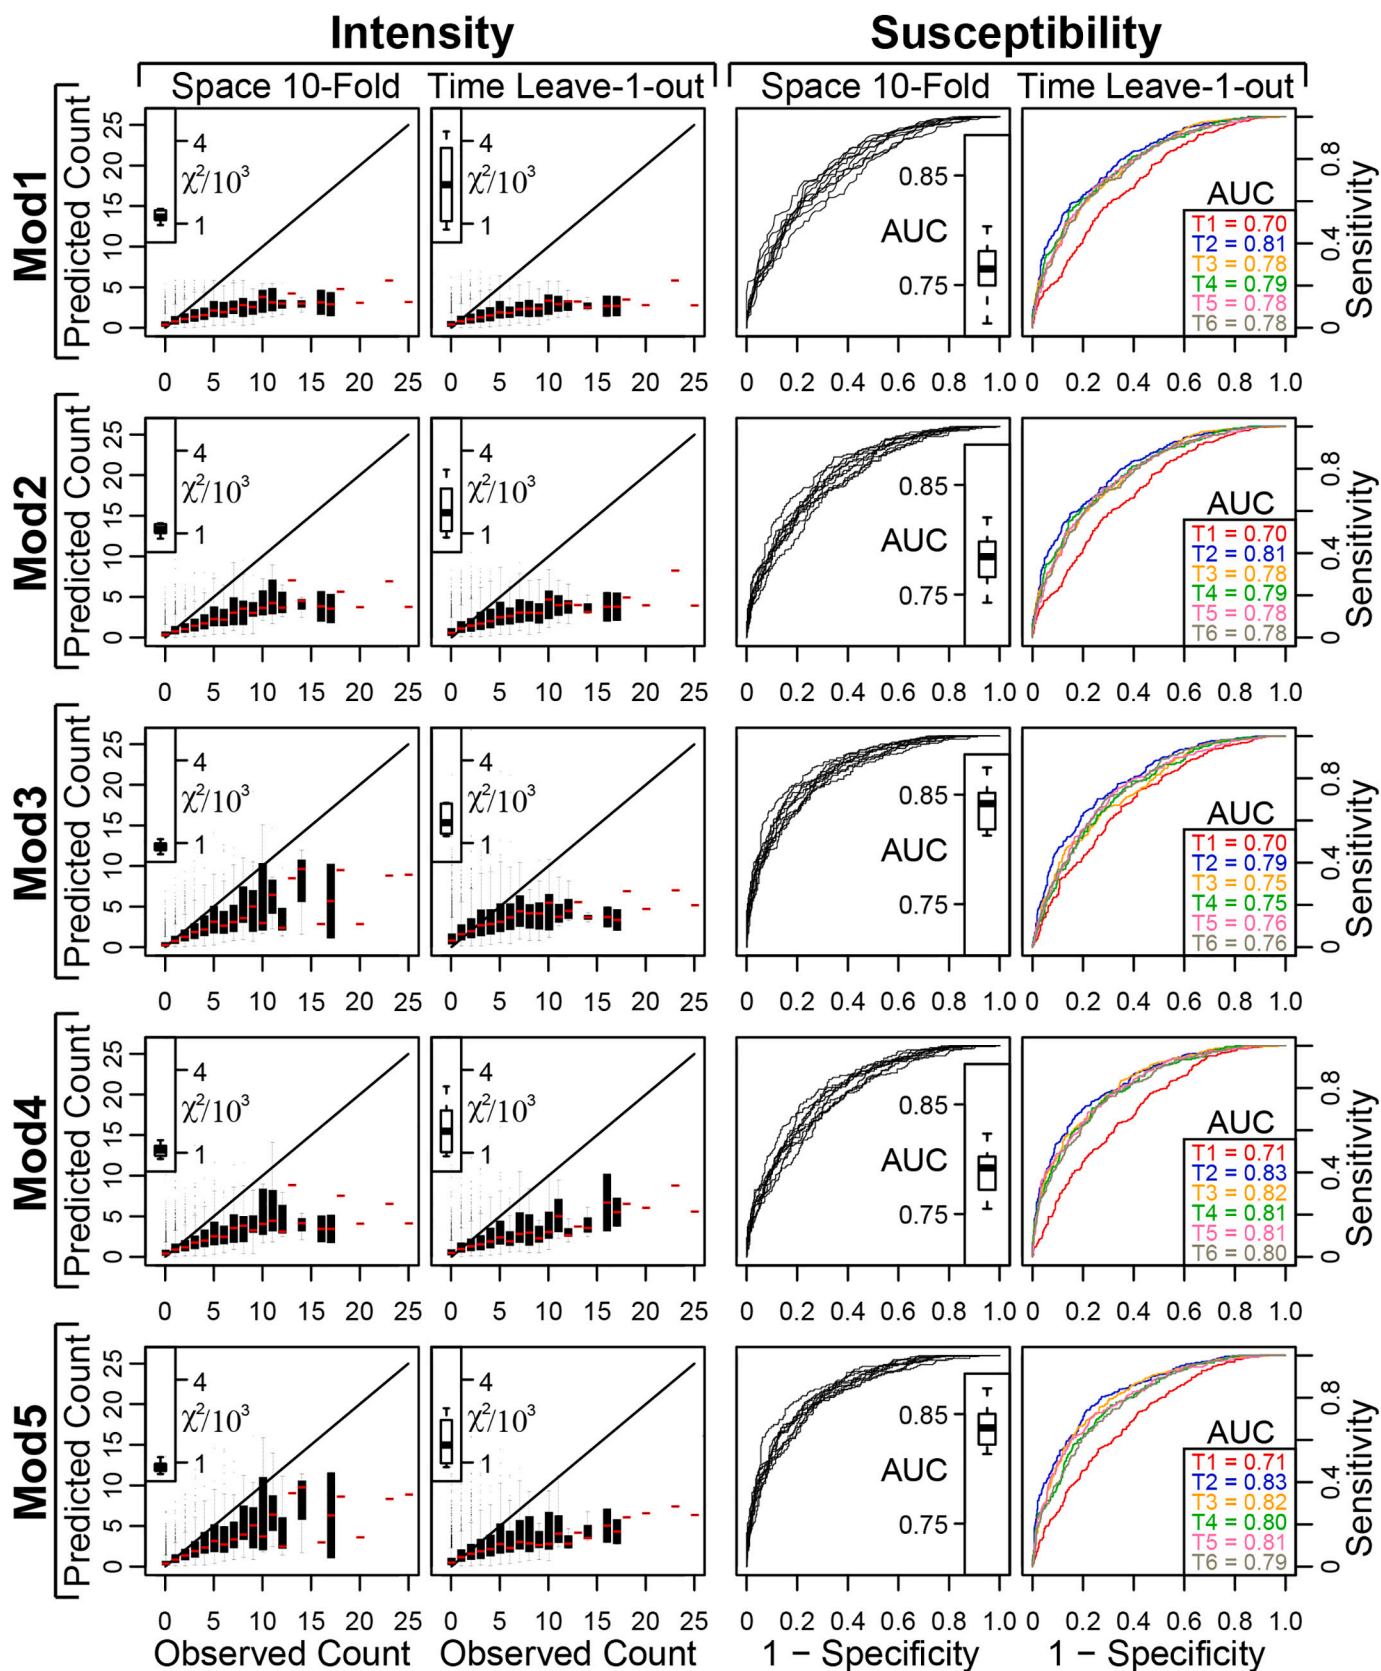 Intensity Susceptibility
Space 10-Fold Time Leave-1-out Space 10-Fold Time Leave-1-out
Mod1
Predicted Count
25
20
15
10
5
0
4
χ²/10³
1
4
χ²/10³
1
0.85
AUC
0.75
AUC
T1 = 0.70
T2 = 0.81
T3 = 0.78
T4 = 0.79
T5 = 0.78
T6 = 0.78
0.8
0.4
0
Sensitivity
0 5 10 15 20 25 0 5 10 15 20 25 0 0.2 0.4 0.6 0.8 1.0 0 0.2 0.4 0.6 0.8 1.0
Mod2
Predicted Count
25
20
15
10
5
0
4
χ²/10³
1
4
χ²/10³
1
0.85
AUC
0.75
AUC
T1 = 0.70
T2 = 0.81
T3 = 0.78
T4 = 0.79
T5 = 0.78
T6 = 0.78
0.8
0.4
0
Sensitivity
0 5 10 15 20 25 0 5 10 15 20 25 0 0.2 0.4 0.6 0.8 1.0 0 0.2 0.4 0.6 0.8 1.0
Mod3
Predicted Count
25
20
15
10
5
0
4
χ²/10³
1
4
χ²/10³
1
0.85
AUC
0.75
AUC
T1 = 0.70
T2 = 0.79
T3 = 0.75
T4 = 0.75
T5 = 0.76
T6 = 0.76
0.8
0.4
0
Sensitivity
0 5 10 15 20 25 0 5 10 15 20 25 0 0.2 0.4 0.6 0.8 1.0 0 0.2 0.4 0.6 0.8 1.0
Mod4
Predicted Count
25
20
15
10
5
0
4
χ²/10³
1
4
χ²/10³
1
0.85
AUC
0.75
AUC
T1 = 0.71
T2 = 0.83
T3 = 0.82
T4 = 0.81
T5 = 0.81
T6 = 0.80
0.8
0.4
0
Sensitivity
0 5 10 15 20 25 0 5 10 15 20 25 0 0.2 0.4 0.6 0.8 1.0 0 0.2 0.4 0.6 0.8 1.0
Mod5
Predicted Count
25
20
15
10
5
0
4
χ²/10³
1
4
χ²/10³
1
0.85
AUC
0.75
AUC
T1 = 0.71
T2 = 0.83
T3 = 0.82
T4 = 0.80
T5 = 0.81
T6 = 0.79
0.8
0.4
0
Sensitivity
0 5 10 15 20 25 0 5 10 15 20 25 0 0.2 0.4 0.6 0.8 1.0 0 0.2 0.4 0.6 0.8 1.0
Observed Count Observed Count 1 − Specificity 1 − Specificity